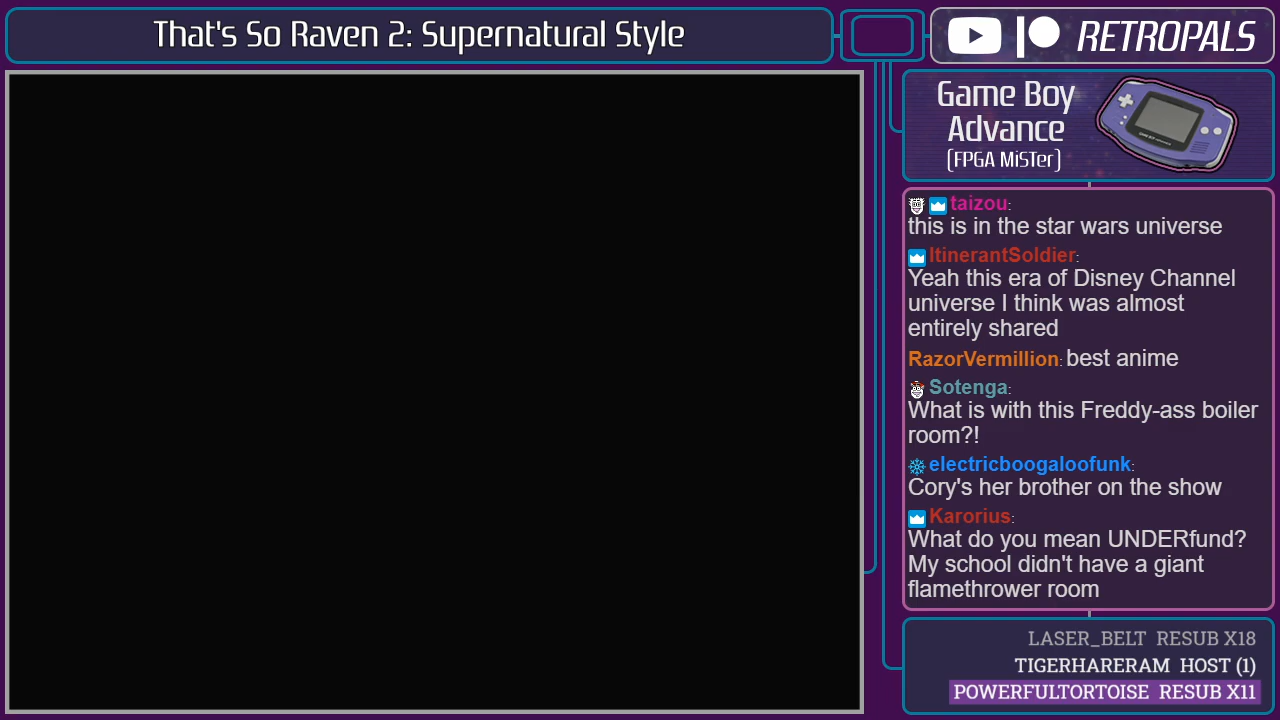 That's So Raven 2: Supernatural Style
RETROPALS
Game Boy
Advance
(FPGA MiSTer)
taizou:
this is in the star wars universe
ItinerantSoldier:
Yeah this era of Disney Channel
universe I think was almost
entirely shared
RazorVermillion: best anime
Sotenga:
What is with this Freddy-ass boiler
room?!
electricboogaloofunk:
Cory's her brother on the show
Karorius:
What do you mean UNDERfund?
My school didn't have a giant
flamethrower room
LASER_BELT RESUB X18
TIGERHARERAM HOST (1)
POWERFULTORTOISE RESUB X11